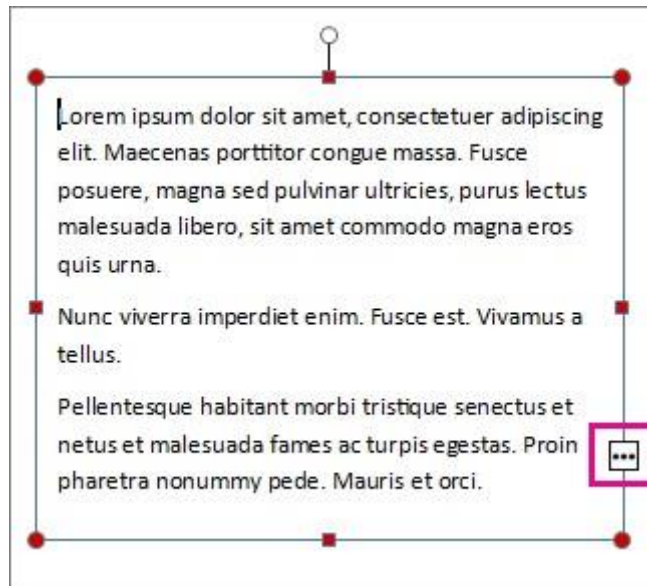 Lorem ipsum dolor sit amet, consectetuer adipiscing
elit. Maecenas porttitor congue massa. Fusce
posuere, magna sed pulvinar ultricies, purus lectus
malesuada libero, sit amet commodo magna eros
quis urna.
Nunc viverra imperdiet enim. Fusce est. Vivamus a
tellus.
Pellentesque habitant morbi tristique senectus et
netus et malesuada fames ac turpis egestas. Proin
pharetra nonummy pede. Mauris et orci.